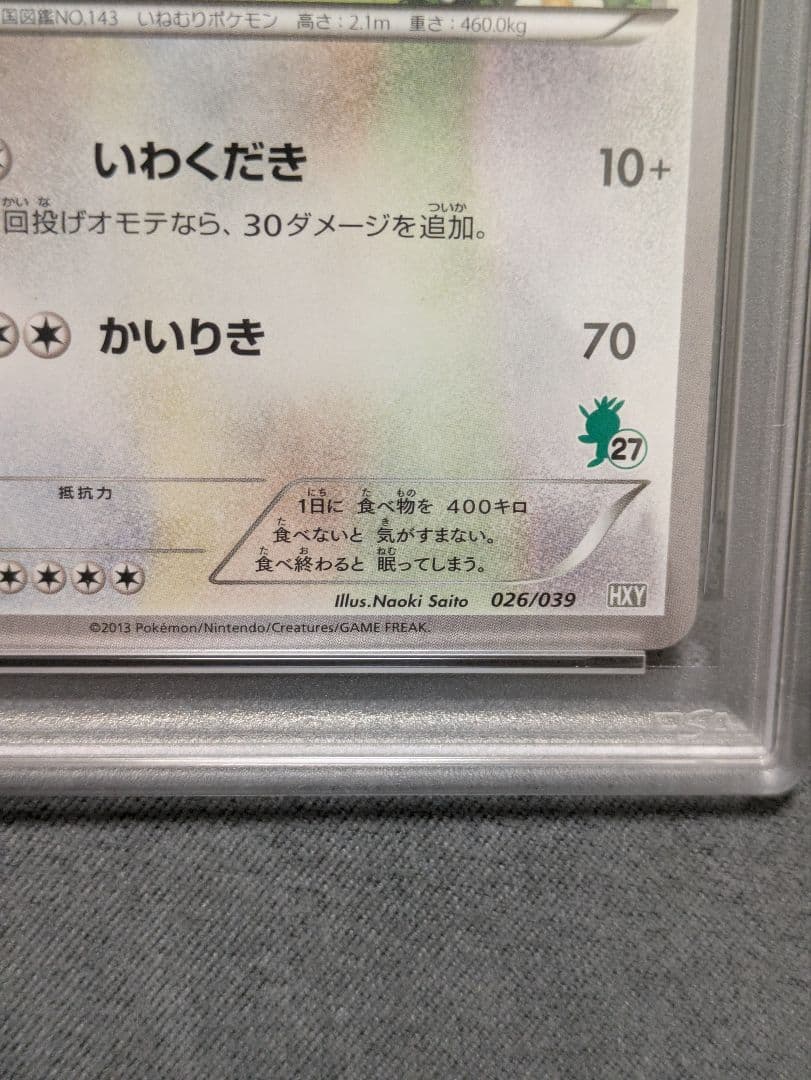 国図鑑NO.143 いねむりポケモン 高さ：2.1m 重さ：460.0kg
いわくだき 10+
回投げオモテなら、30ダメージを追加。
かいりき 70
27
抵抗力
1日に 食べ物を 400キロ
食べないと 気がすまない。
食べ終わると 眠ってしまう。
Illus.Naoki Saito 026/039 HXY
©2013 Pokémon/Nintendo/Creatures/GAME FREAK.
PSA